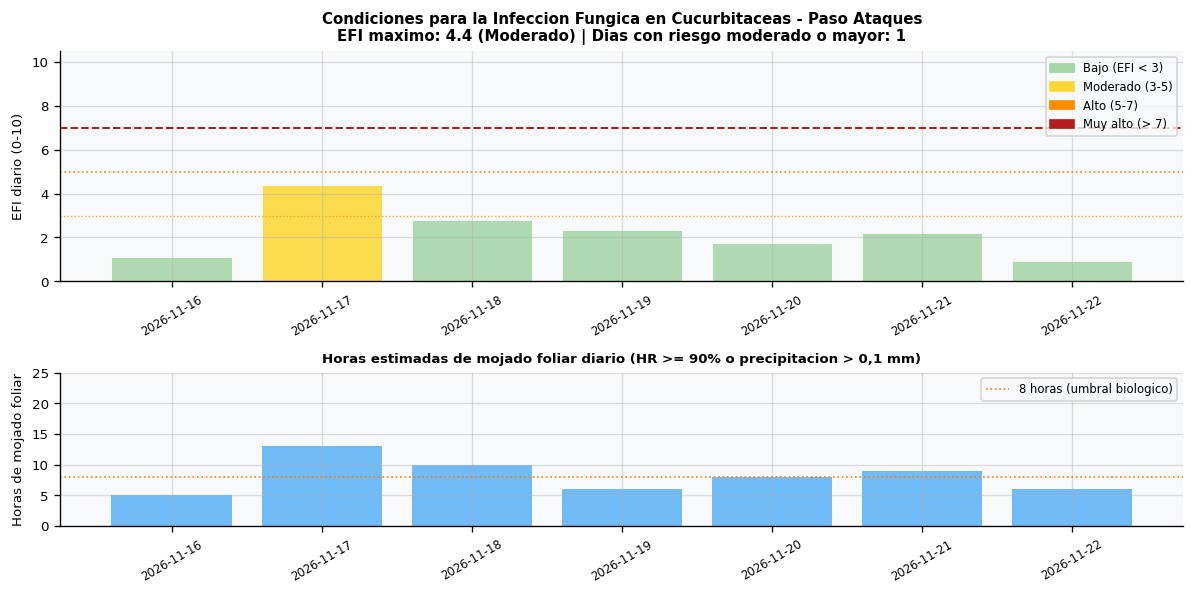 Condiciones para la Infeccion Fungica en Cucurbitaceas - Paso Ataques
EFI maximo: 4.4 (Moderado) | Dias con riesgo moderado o mayor: 1
EFI diario (0-10)
10
8
6
4
2
0
Bajo (EFI < 3)
Moderado (3-5)
Alto (5-7)
Muy alto (> 7)
2026-11-16
2026-11-17
2026-11-18
2026-11-19
2026-11-20
2026-11-21
2026-11-22
Horas estimadas de mojado foliar diario (HR >= 90% o precipitacion > 0,1 mm)
Horas de mojado foliar
25
20
15
10
5
0
8 horas (umbral biologico)
2026-11-16
2026-11-17
2026-11-18
2026-11-19
2026-11-20
2026-11-21
2026-11-22